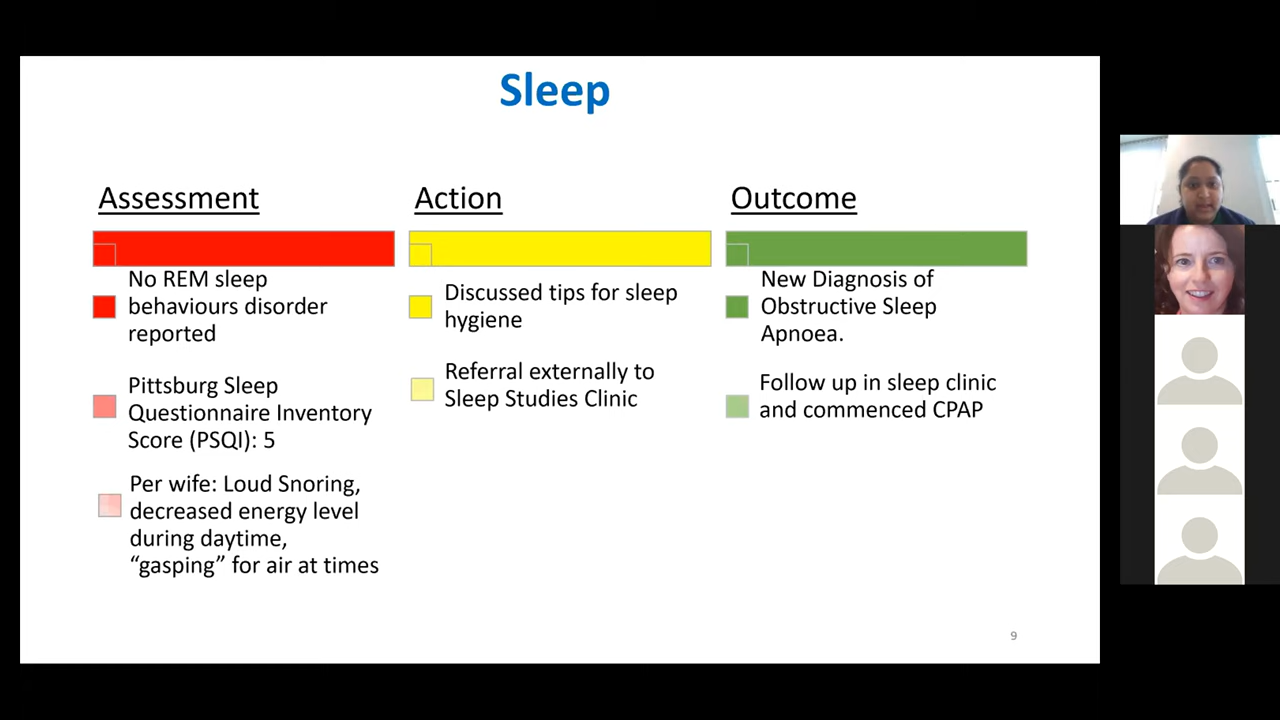 Sleep
Assessment
No REM sleep
behaviours disorder
reported
Pittsburg Sleep
Questionnaire Inventory
Score (PSQI): 5
Per wife: Loud Snoring,
decreased energy level
during daytime,
“gasping” for air at times
Action
Discussed tips for sleep
hygiene
Referral externally to
Sleep Studies Clinic
Outcome
New Diagnosis of
Obstructive Sleep
Apnoea.
Follow up in sleep clinic
and commenced CPAP
9